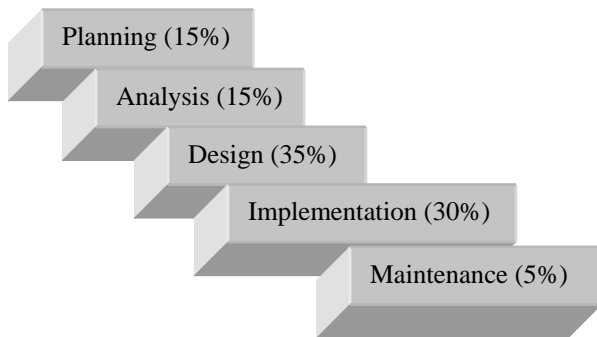 Planning (15%)
Analysis (15%)
Design (35%)
Implementation (30%)
Maintenance (5%)